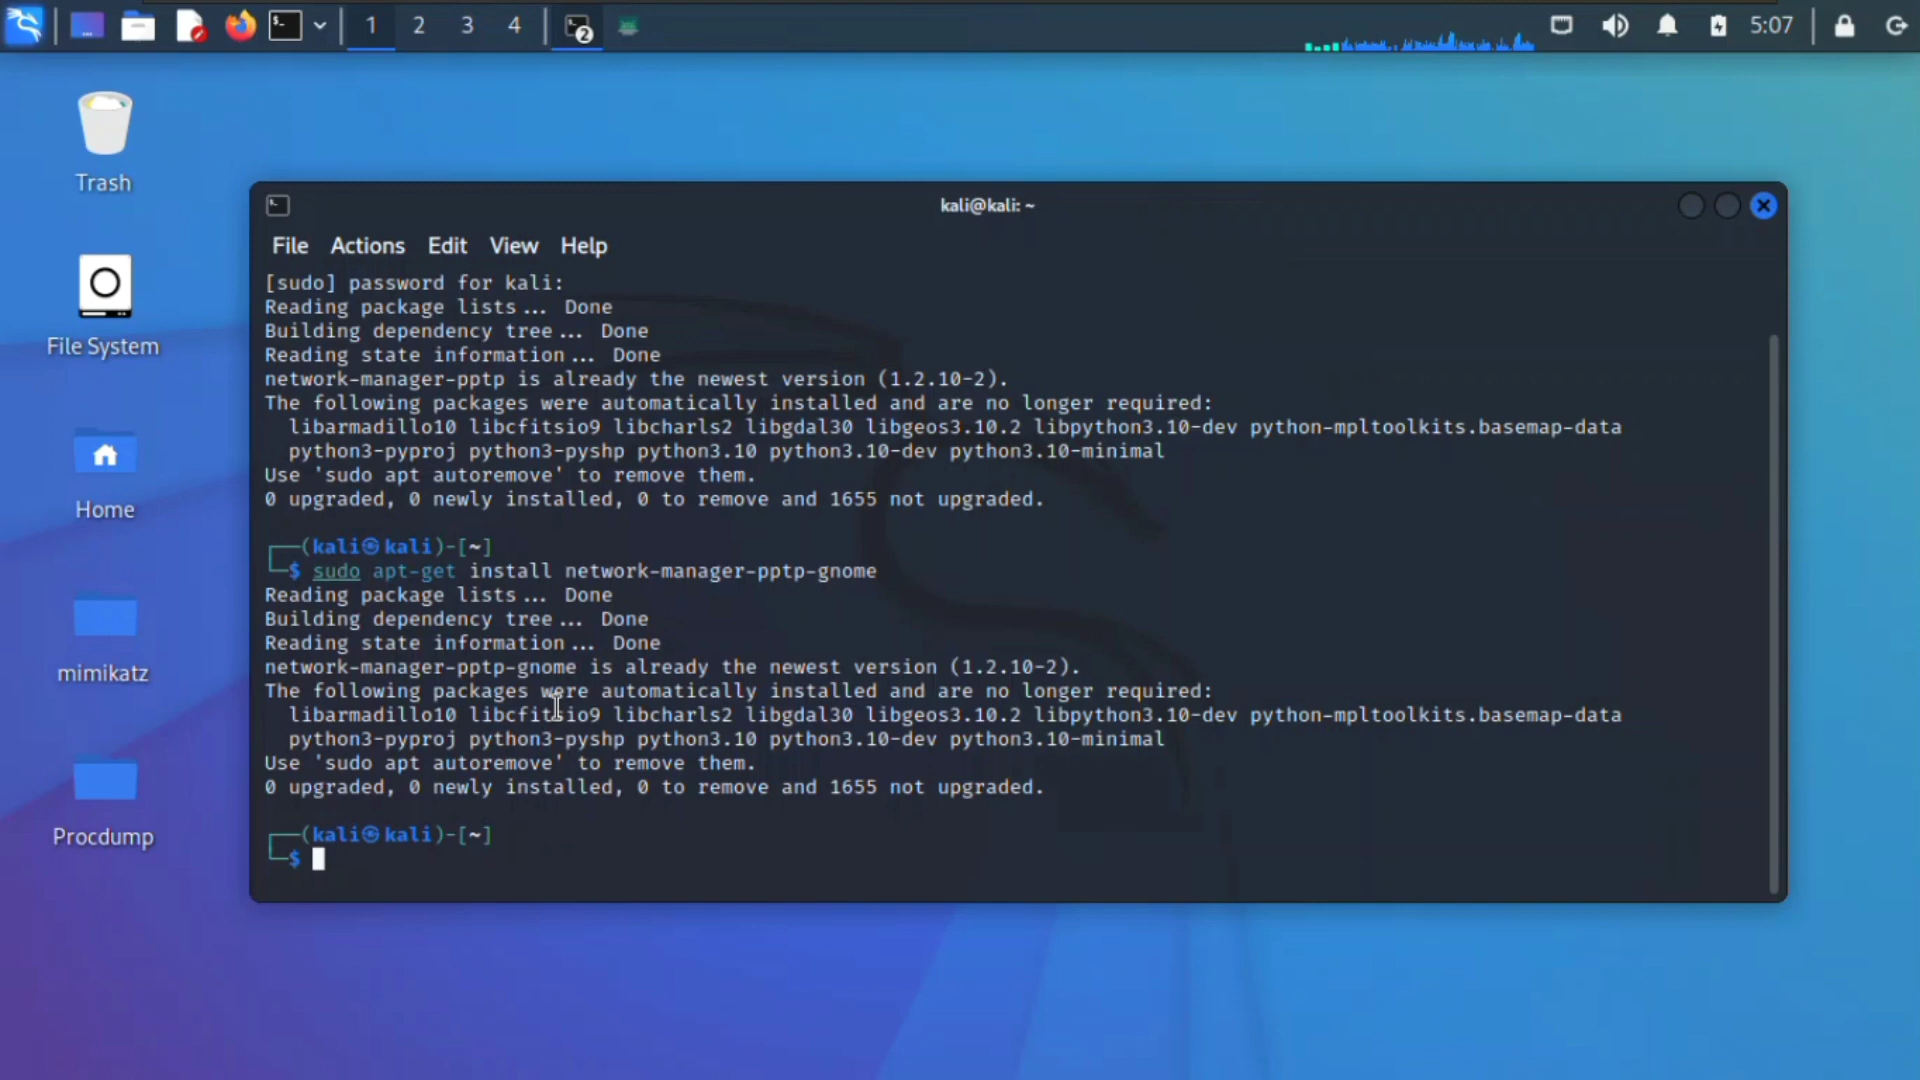 1 2 3 4 2 5:07
Trash
File System
Home
mimikatz
Procdump
kali@kali: ~
File Actions Edit View Help
[sudo] password for kali:
Reading package lists... Done
Building dependency tree... Done
Reading state information... Done
network-manager-pptp is already the newest version (1.2.10-2).
The following packages were automatically installed and are no longer required:
libarmadillo10 libcfitsio9 libcharls2 libgdal30 libgeos3.10.2 libpython3.10-dev python-mpltoolkits.basemap-data
python3-pyproj python3-pyshp python3.10 python3.10-dev python3.10-minimal
Use 'sudo apt autoremove' to remove them.
0 upgraded, 0 newly installed, 0 to remove and 1655 not upgraded.
┌──(kali㉿kali)-[~]
└─$ sudo apt-get install network-manager-pptp-gnome
Reading package lists... Done
Building dependency tree... Done
Reading state information... Done
network-manager-pptp-gnome is already the newest version (1.2.10-2).
The following packages were automatically installed and are no longer required:
libarmadillo10 libcfitsio9 libcharls2 libgdal30 libgeos3.10.2 libpython3.10-dev python-mpltoolkits.basemap-data
python3-pyproj python3-pyshp python3.10 python3.10-dev python3.10-minimal
Use 'sudo apt autoremove' to remove them.
0 upgraded, 0 newly installed, 0 to remove and 1655 not upgraded.
┌──(kali㉿kali)-[~]
└─$